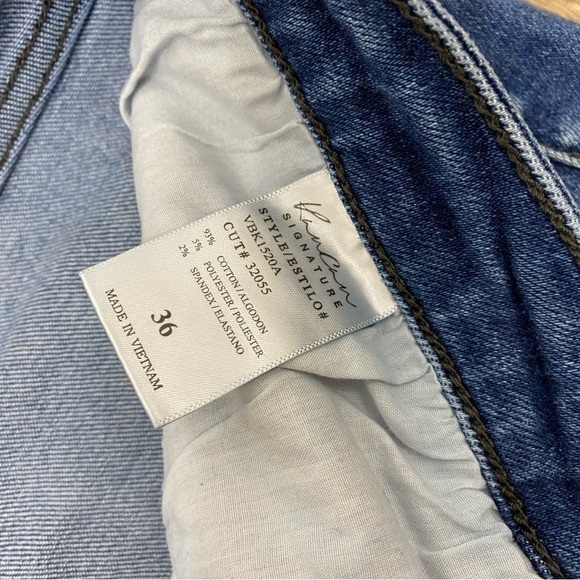 KanCan
SIGNATURE
STYLE/ESTILO#
VBK1520A
CUT# 32055
93% COTTON/ALGODON
5% POLYESTER/POLIESTER
2% SPANDEX/ELASTANO
36
MADE IN VIETNAM